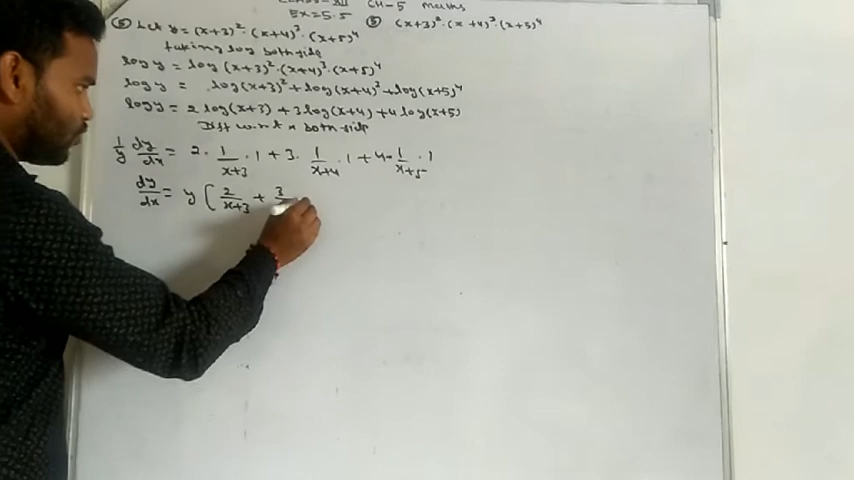 CLASS-XII CH-5 Maths
EX=5.5
⑤ (x+3)²·(x+4)³(x+5)⁴
⑤ Let y=(x+3)²·(x+4)³·(x+5)⁴
taking log both side
log y = log (x+3)²·(x+4)³·(x+5)⁴
log y = log(x+3)²+log(x+4)³+log(x+5)⁴
log y = 2 log(x+3) + 3 log(x+4) + 4 log(x+5)
Diff w.r.t x both side
1/y dy/dx = 2 · 1/(x+3) · 1 + 3 · 1/(x+4) · 1 + 4 · 1/(x+5) · 1
dy/dx = y [ 2/(x+3) + 3/